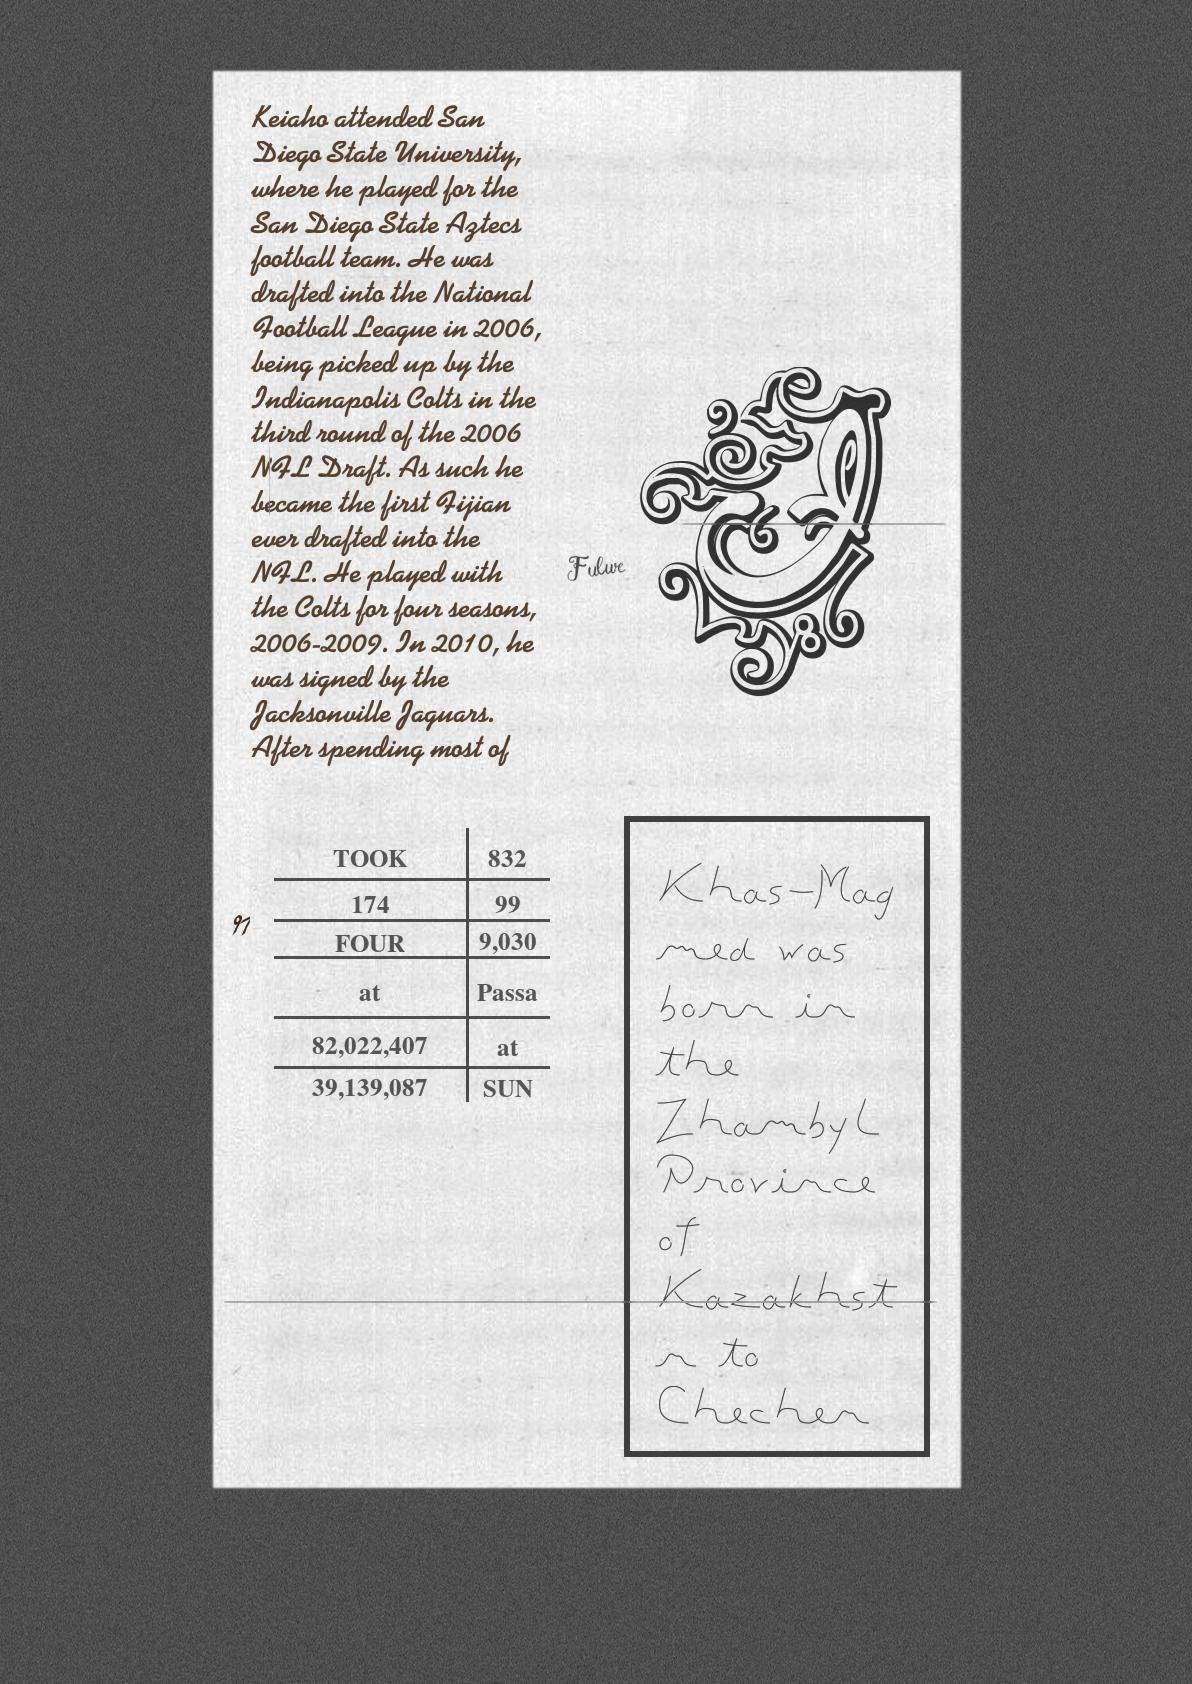 Keiaho attended San
Diego State University,
where he played for the
San Diego State Aztecs
football team. He was
drafted into the National
Football League in 2006,
being picked up by the
Indianapolis Colts in the
third round of the 2006
NFL Draft. As such he
became the first Fijian
ever drafted into the
NFL. He played with
the Colts for four seasons,
2006-2009. In 2010, he
was signed by the
Jacksonville Jaguars.
After spending most of
Fulwe
TOOK 832
174 99
97
FOUR 9,030
at Passa
82,022,407 at
39,139,087 SUN
Khas-Mag
med was
born in
the
Zhambyl
Province
of
Kazakhst
n to
Chechen